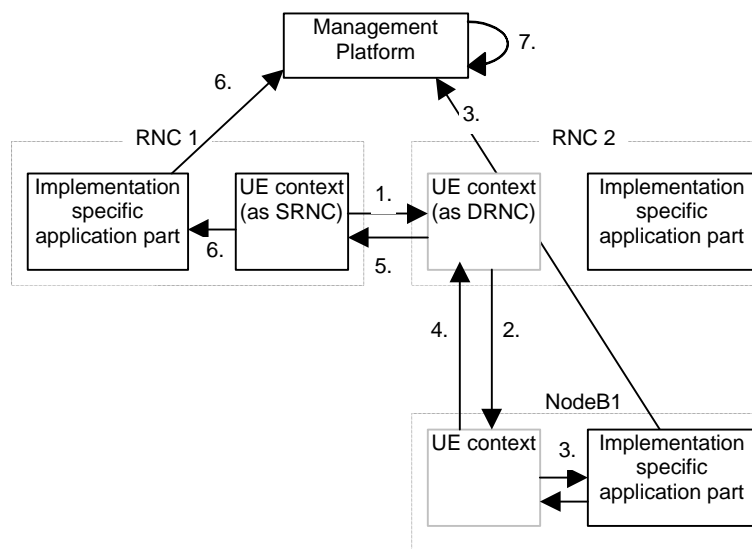 Management
Platform
7.
6.
3.
RNC 1
RNC 2
Implementation
specific
application part
UE context
(as SRNC)
1.
UE context
(as DRNC)
Implementation
specific
application part
6.
5.
4.
2.
NodeB1
UE context
3.
Implementation
specific
application part